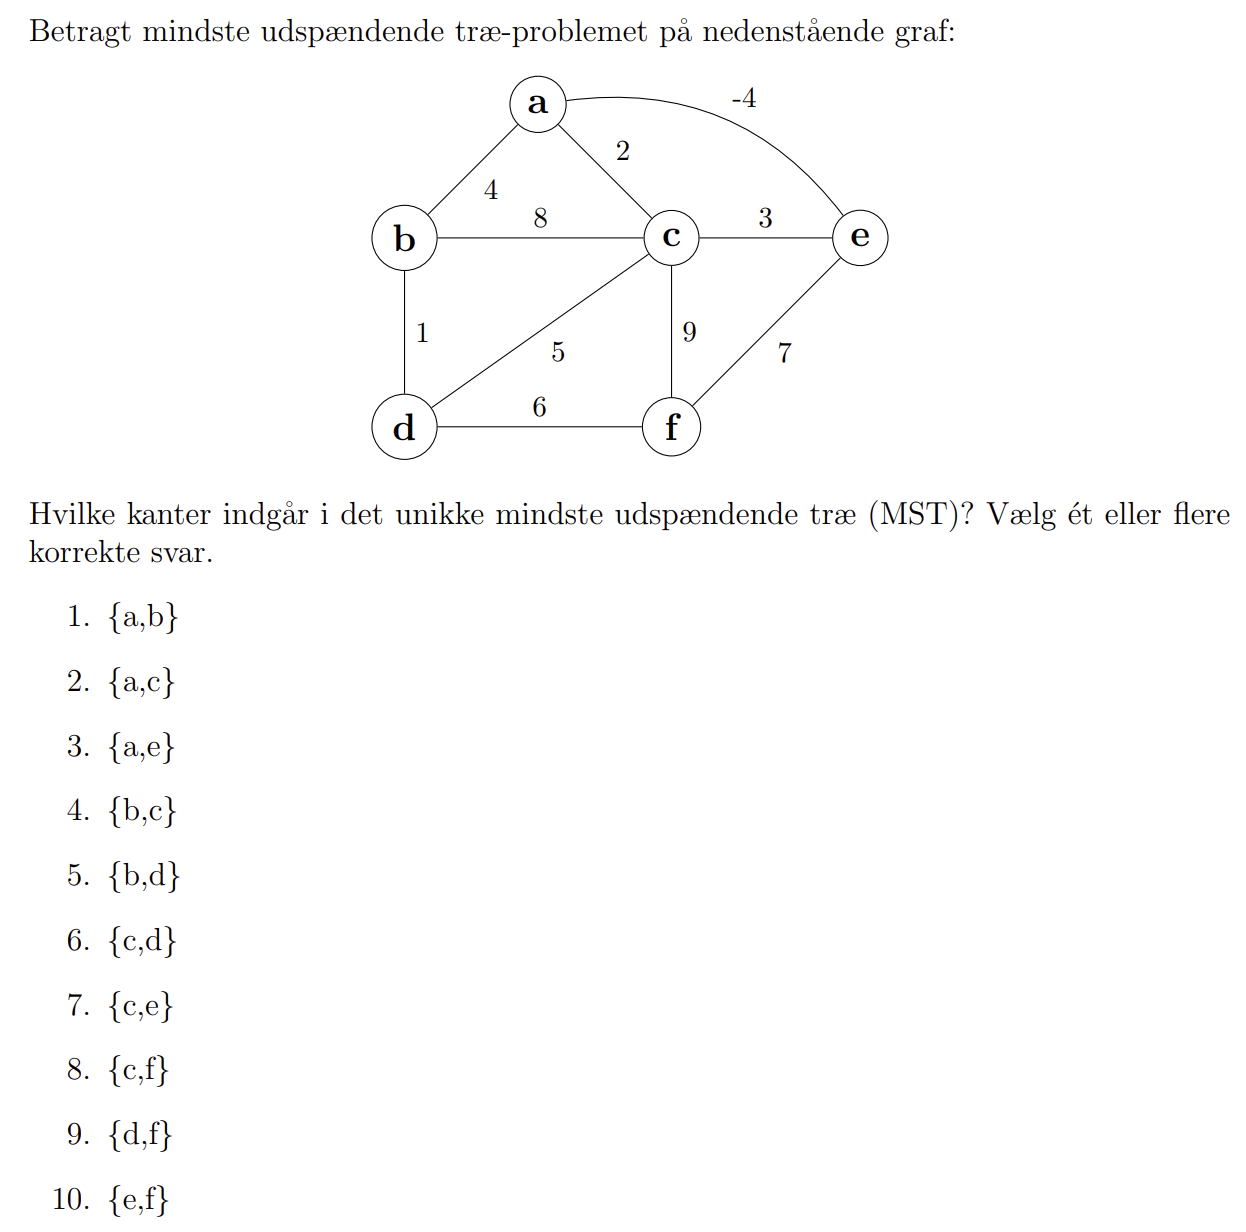 Betragt mindste udspændende træ-problemet på nedenstående graf:
a
-4
2
4
8
3
b
c
e
1
9
5
7
6
d
f
Hvilke kanter indgår i det unikke mindste udspændende træ (MST)? Vælg ét eller flere
korrekte svar.
1. {a,b}
2. {a,c}
3. {a,e}
4. {b,c}
5. {b,d}
6. {c,d}
7. {c,e}
8. {c,f}
9. {d,f}
10. {e,f}